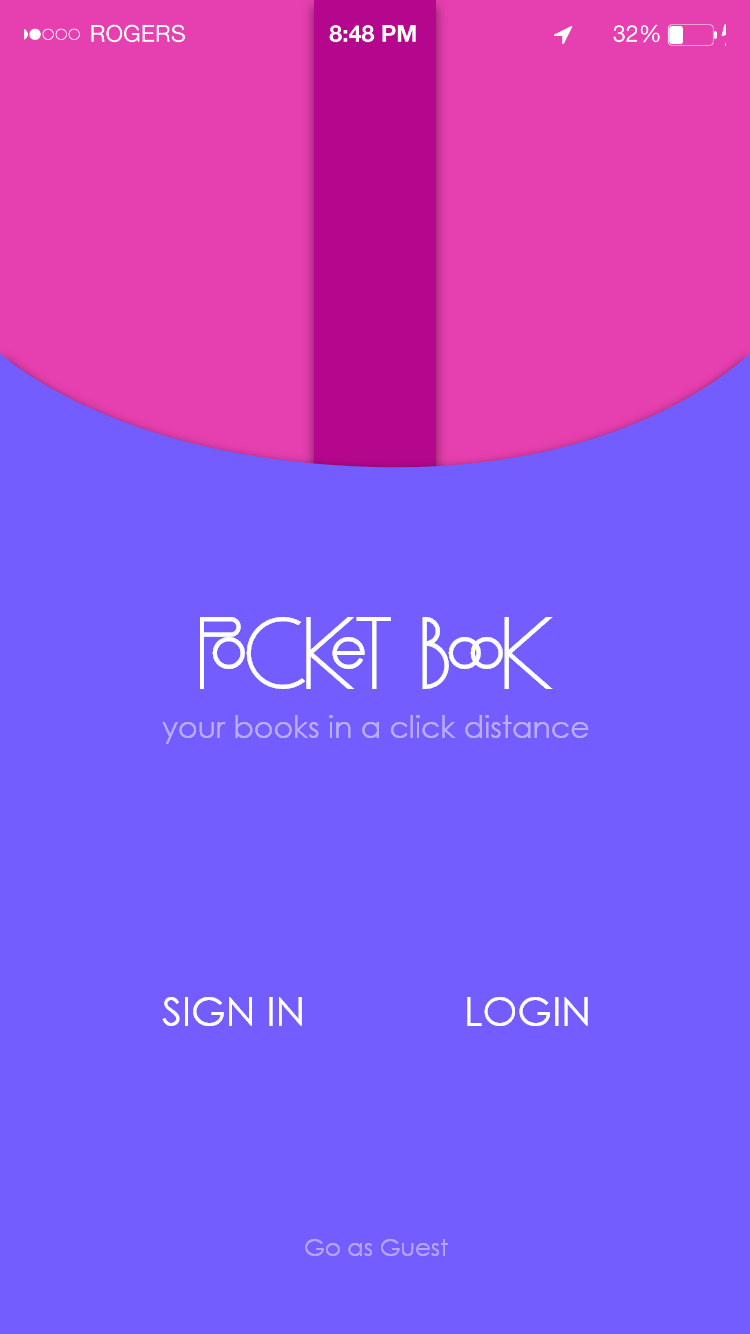 ROGERS 8:48 PM 32%
PocKeT BooK
your books in a click distance
SIGN IN LOGIN
Go as Guest